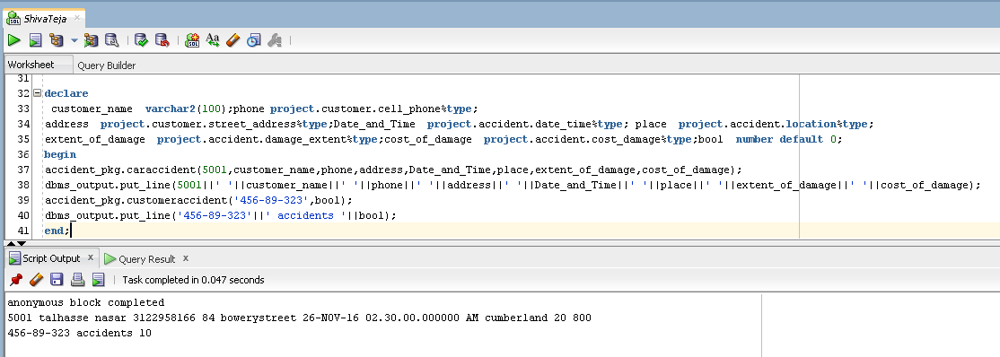 ShivaTeja
Worksheet Query Builder
31
32 declare
33 customer_name varchar2(100);phone project.customer.cell_phone%type;
34 address project.customer.street_address%type;Date_and_Time project.accident.date_time%type; place project.accident.location%type;
35 extent_of_damage project.accident.damage_extent%type;cost_of_damage project.accident.cost_damage%type;bool number default 0;
36 begin
37 accident_pkg.caraccident(5001,customer_name,phone,address,Date_and_Time,place,extent_of_damage,cost_of_damage);
38 dbms_output.put_line(5001||' '||customer_name||' '||phone||' '||address||' '||Date_and_Time||' '||place||' '||extent_of_damage||' '||cost_of_damage);
39 accident_pkg.customeraccident('456-89-323',bool);
40 dbms_output.put_line('456-89-323'||' accidents '||bool);
41 end;
Script Output x Query Result x
Task completed in 0.047 seconds
anonymous block completed
5001 talhasse nasar 3122958166 84 bowerystreet 26-NOV-16 02.30.00.000000 AM cumberland 20 800
456-89-323 accidents 10